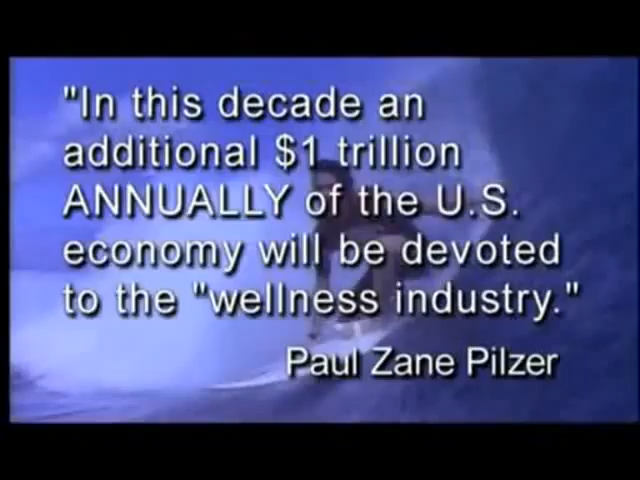 "In this decade an
additional $1 trillion
ANNUALLY of the U.S.
economy will be devoted
to the "wellness industry."
Paul Zane Pilzer